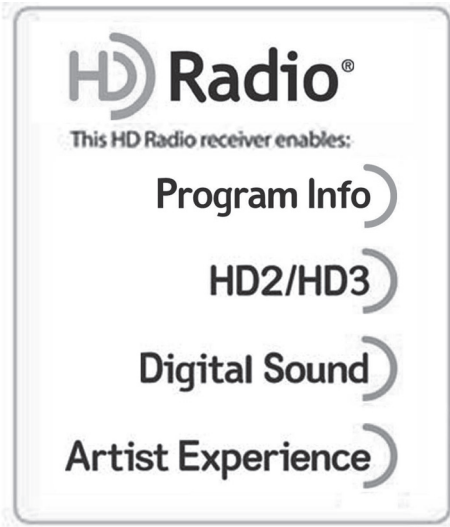 HD Radio®
This HD Radio receiver enables:
Program Info
HD2/HD3
Digital Sound
Artist Experience